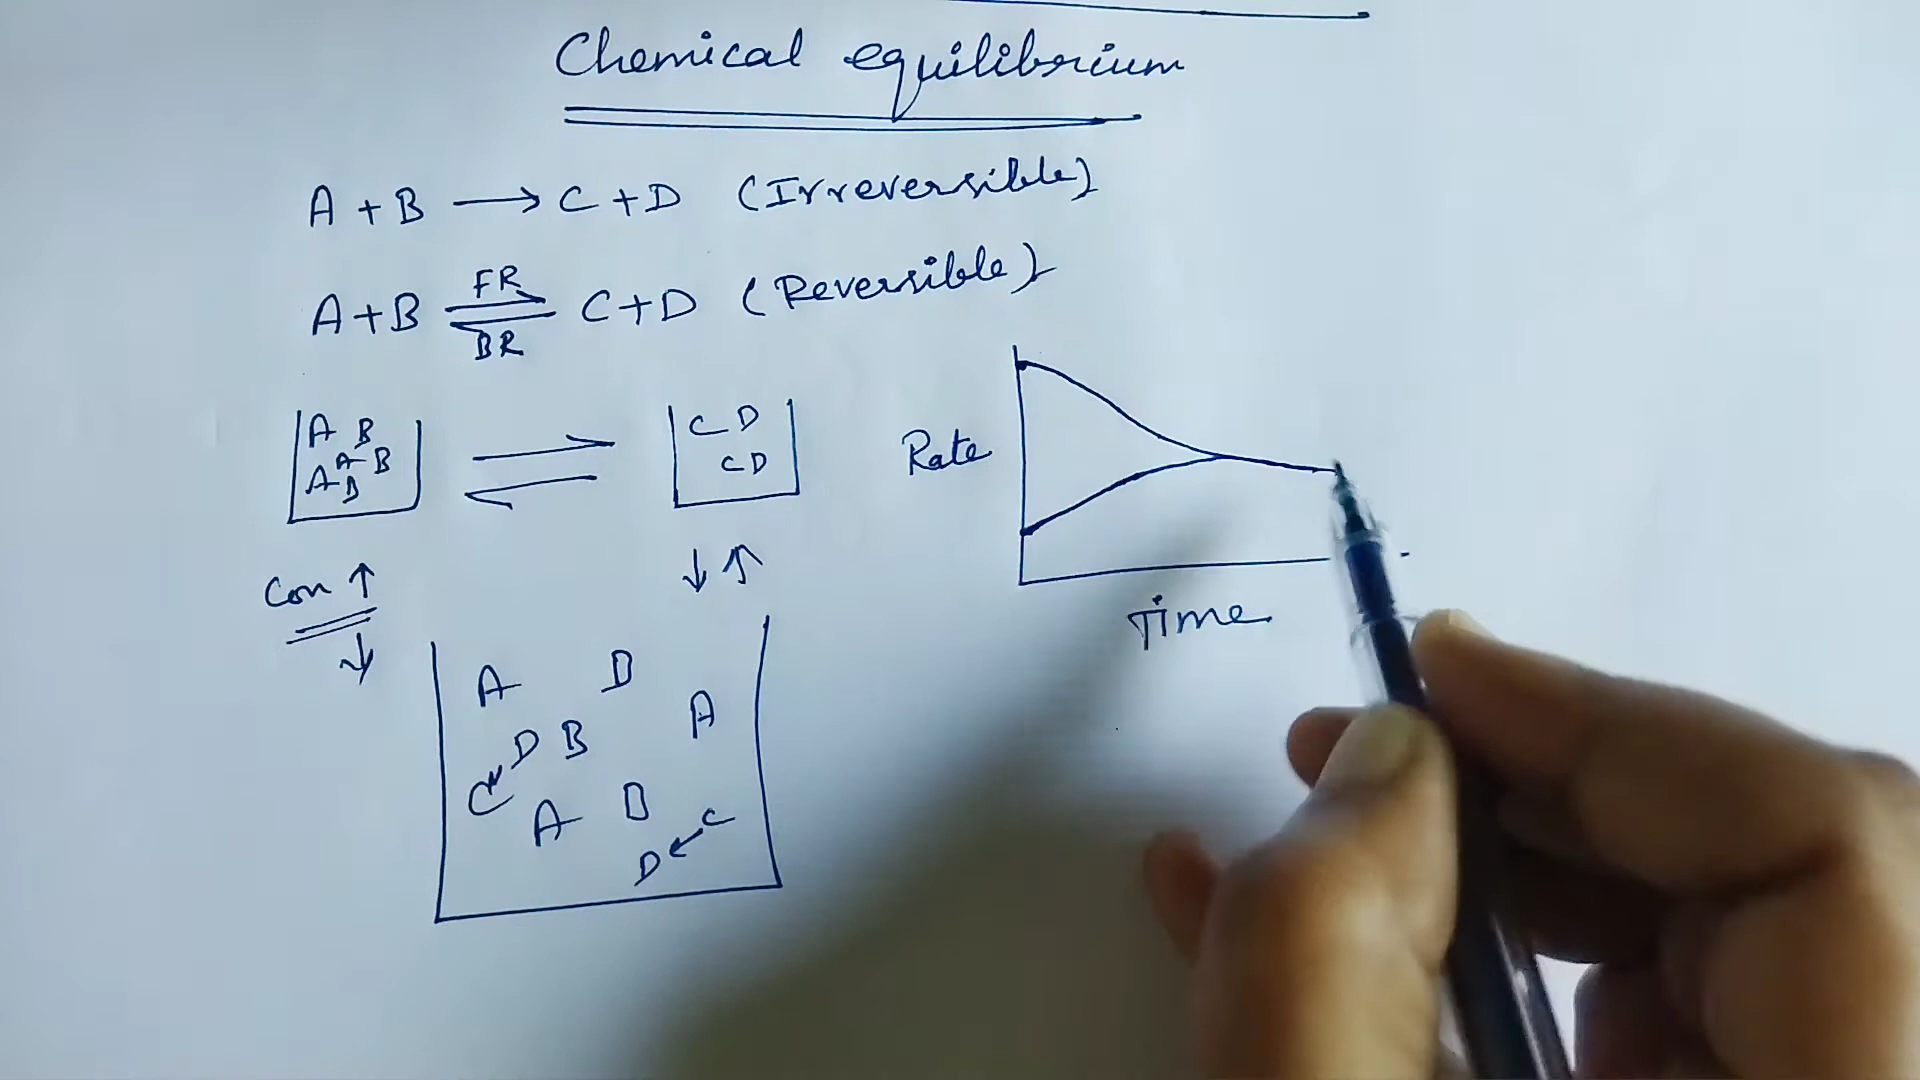 Chemical equilibrium
A + B → C + D (Irreversible)
A + B ⇌ C + D (Reversible)
FR
BR
A B
A A B
B
C D
C D
Rate
Time
Con ↑
↓
↓ ↑
A B
D B A
C
A B C
D